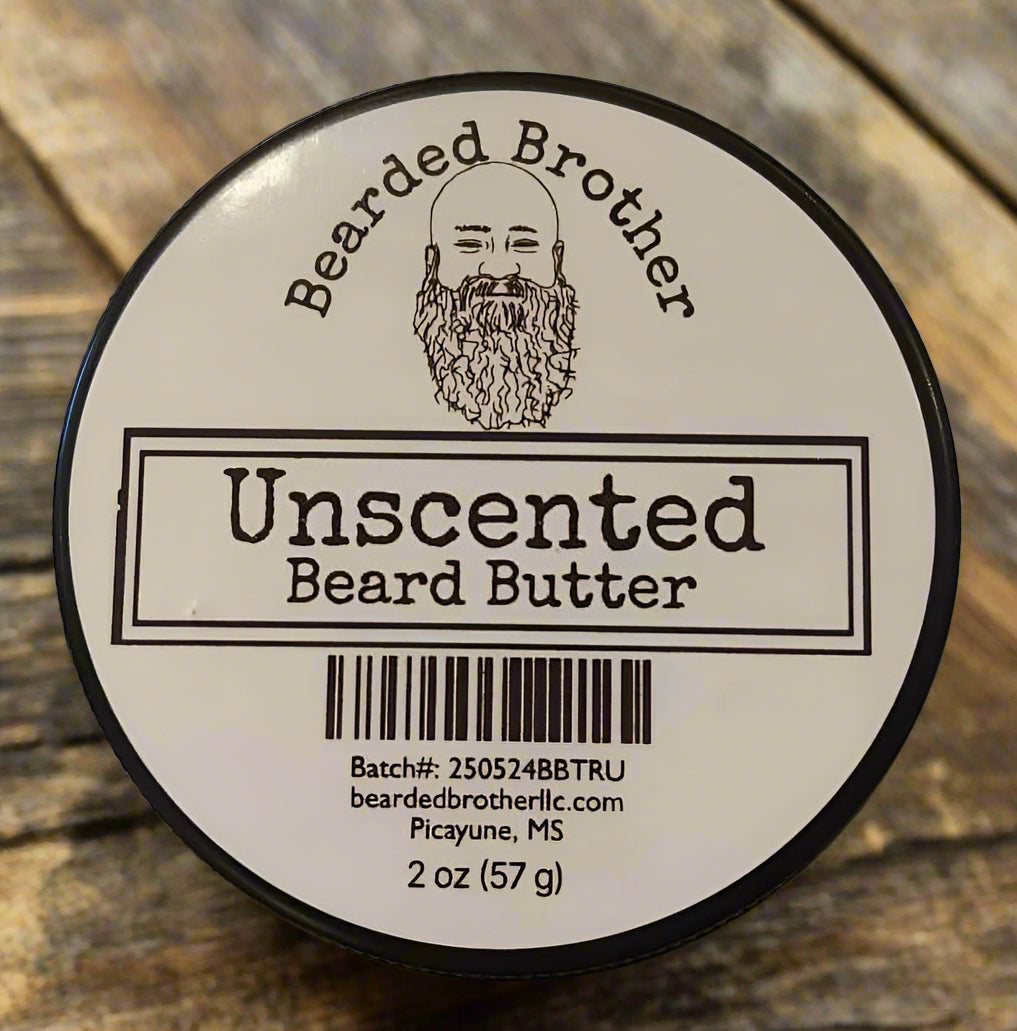 Bearded Brother
Unscented
Beard Butter
Batch#: 250524BBTRU
beardedbrotherllc.com
Picayune, MS
2 oz (57 g)